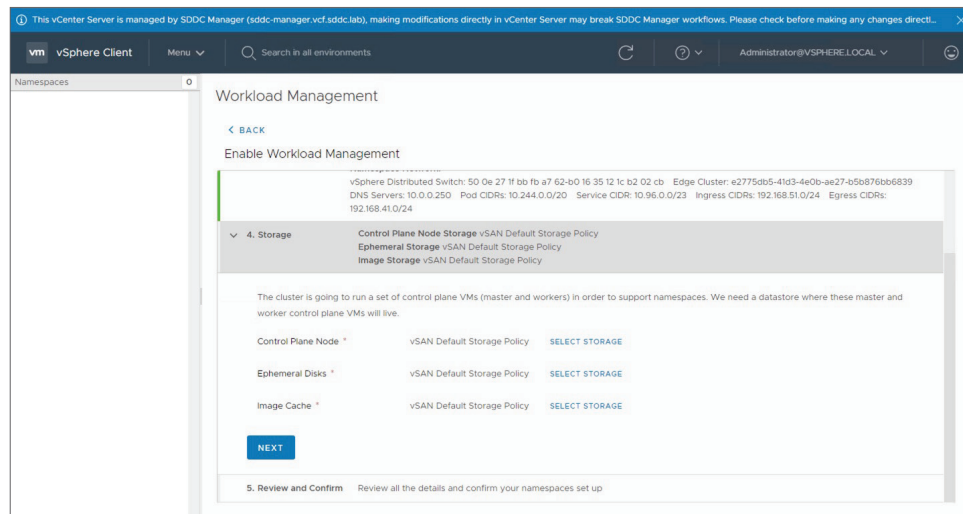 This vCenter Server is managed by SDDC Manager (sddc-manager.vcf.sddc.lab), making modifications directly in vCenter Server may break SDDC Manager workflows. Please check before making any changes directl...
vm vSphere Client Menu Search in all environments Administrator@VSPHERE.LOCAL
Namespaces 0
Workload Management
BACK
Enable Workload Management
Namespace Network:
vSphere Distributed Switch: 50 0e 27 1f bb fb a7 62-b0 16 35 12 1c b2 02 cb Edge Cluster: e2775db5-41d3-4e0b-ae27-b5b876bb6839
DNS Servers: 10.0.0.250 Pod CIDRs: 10.244.0.0/20 Service CIDR: 10.96.0.0/23 Ingress CIDRs: 192.168.51.0/24 Egress CIDRs:
192.168.41.0/24
4. Storage Control Plane Node Storage vSAN Default Storage Policy
Ephemeral Storage vSAN Default Storage Policy
Image Storage vSAN Default Storage Policy
The cluster is going to run a set of control plane VMs (master and workers) in order to support namespaces. We need a datastore where these master and
worker control plane VMs will live.
Control Plane Node * vSAN Default Storage Policy SELECT STORAGE
Ephemeral Disks * vSAN Default Storage Policy SELECT STORAGE
Image Cache * vSAN Default Storage Policy SELECT STORAGE
NEXT
5. Review and Confirm Review all the details and confirm your namespaces set up